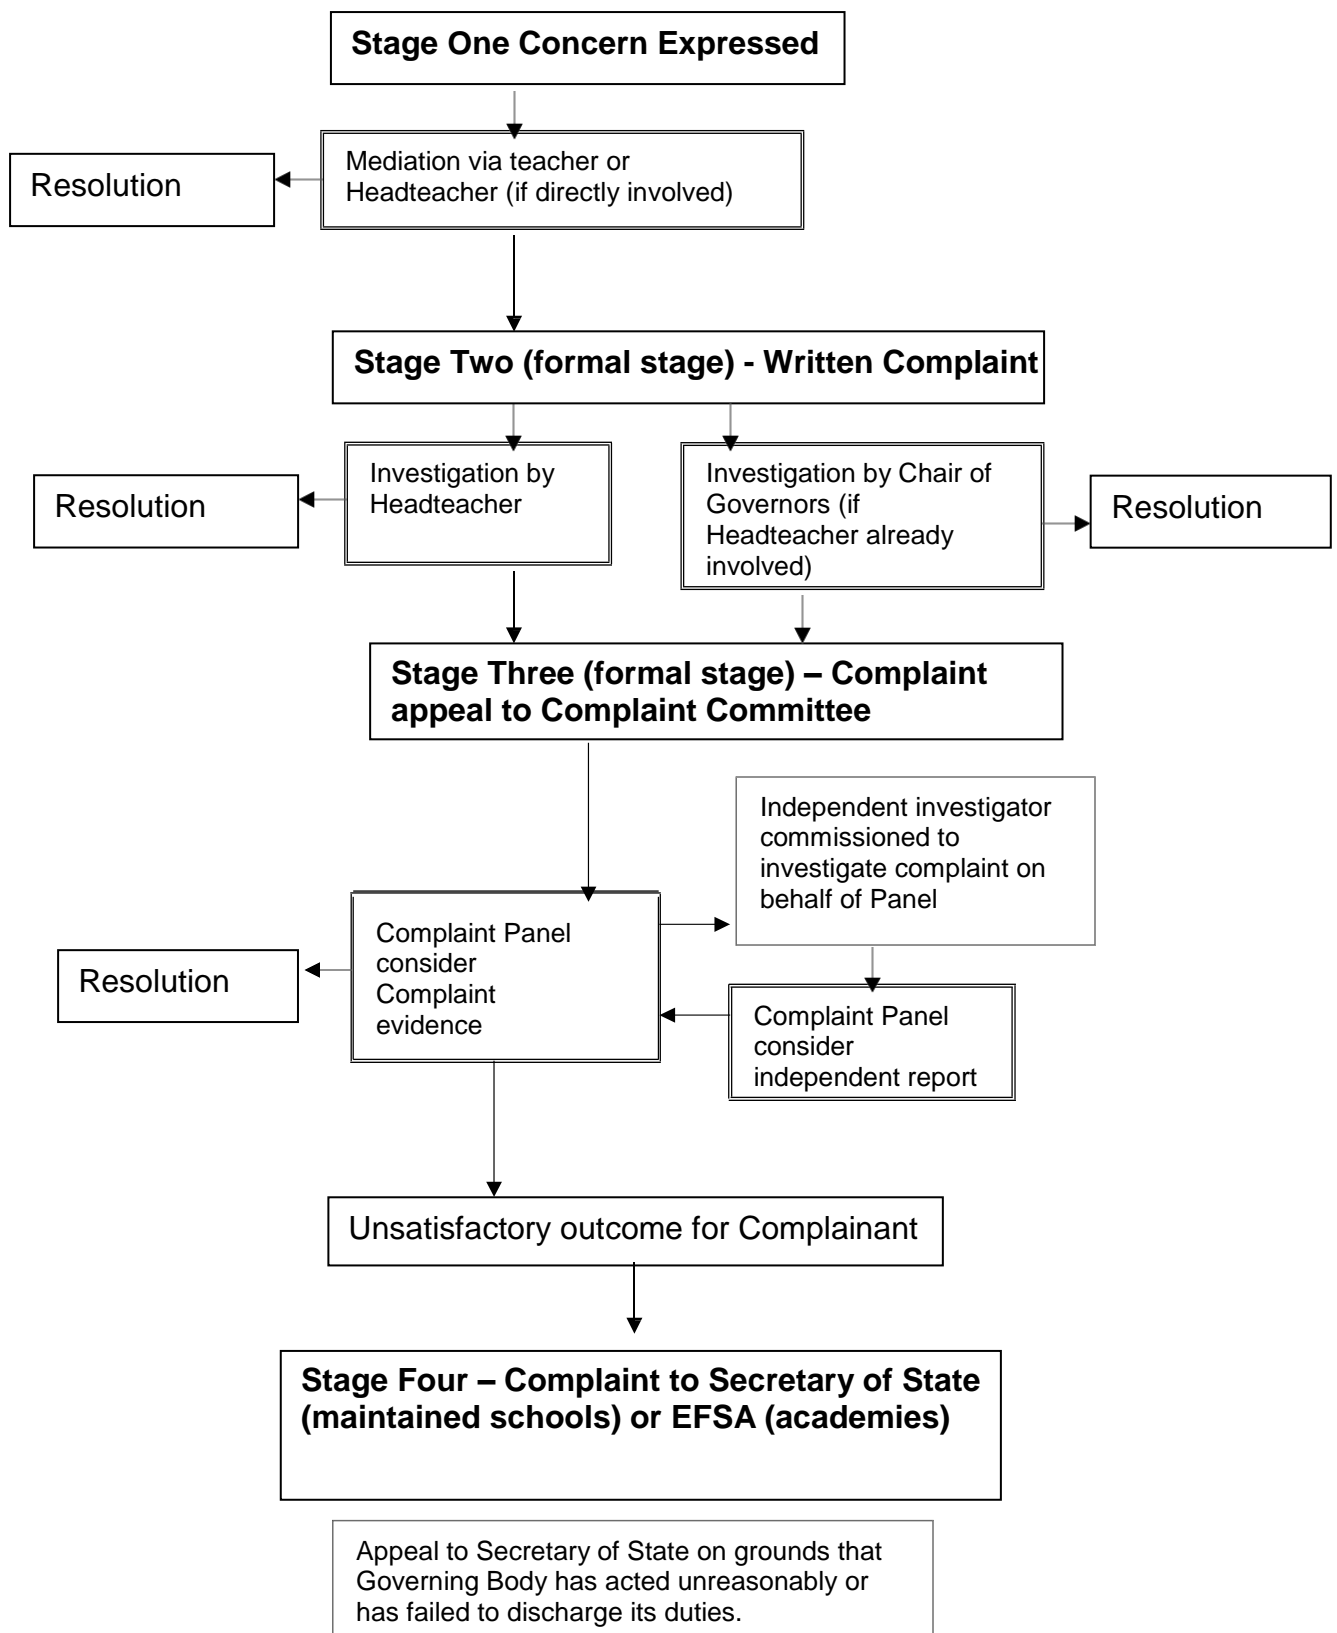 Stage One Concern Expressed
Mediation via teacher or
Headteacher (if directly involved)
Resolution
Stage Two (formal stage) - Written Complaint
Investigation by
Headteacher
Resolution
Investigation by Chair of
Governors (if
Headteacher already
involved)
Resolution
Stage Three (formal stage) – Complaint
appeal to Complaint Committee
Independent investigator
commissioned to
investigate complaint on
behalf of Panel
Complaint Panel
consider
Complaint
evidence
Resolution
Complaint Panel
consider
independent report
Unsatisfactory outcome for Complainant
Stage Four – Complaint to Secretary of State
(maintained schools) or EFSA (academies)
Appeal to Secretary of State on grounds that
Governing Body has acted unreasonably or
has failed to discharge its duties.